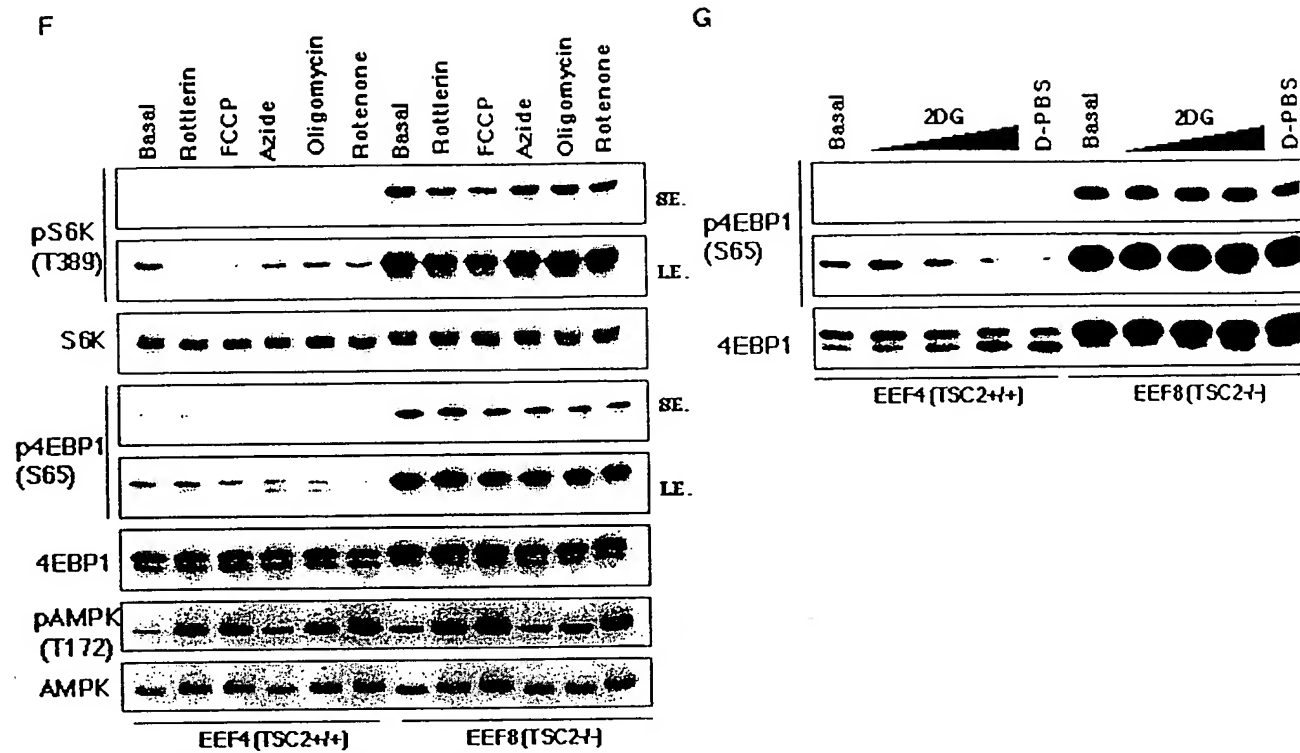 F
Basal
Rottlerin
FCCP
Azide
Oligomycin
Rotenone
Basal
Rottlerin
FCCP
Azide
Oligomycin
Rotenone
pS6K
(T389)
SE.
LE.
S6K
p4EBP1
(S65)
SE.
LE.
4EBP1
pAMPK
(T172)
AMPK
EEF4 (TSC2+/+)
EEF8 (TSC2-/-)
G
Basal
2DG
D-PBS
Basal
2DG
D-PBS
p4EBP1
(S65)
4EBP1
EEF4 (TSC2+/+)
EEF8 (TSC2-/-)